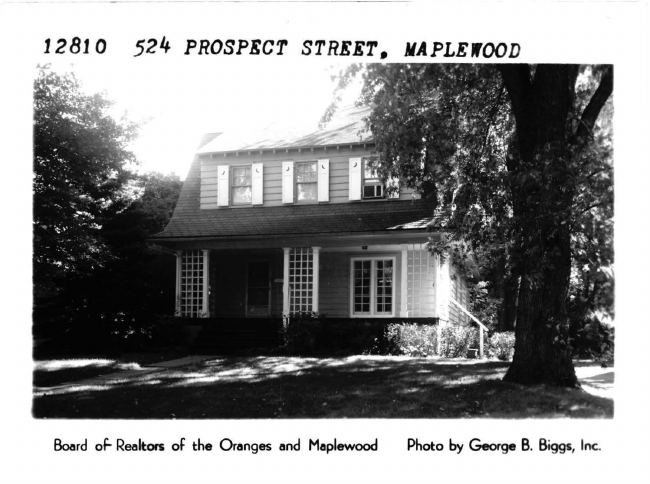 12810 524 PROSPECT STREET, MAPLEWOOD
Board of Realtors of the Oranges and Maplewood Photo by George B. Biggs, Inc.